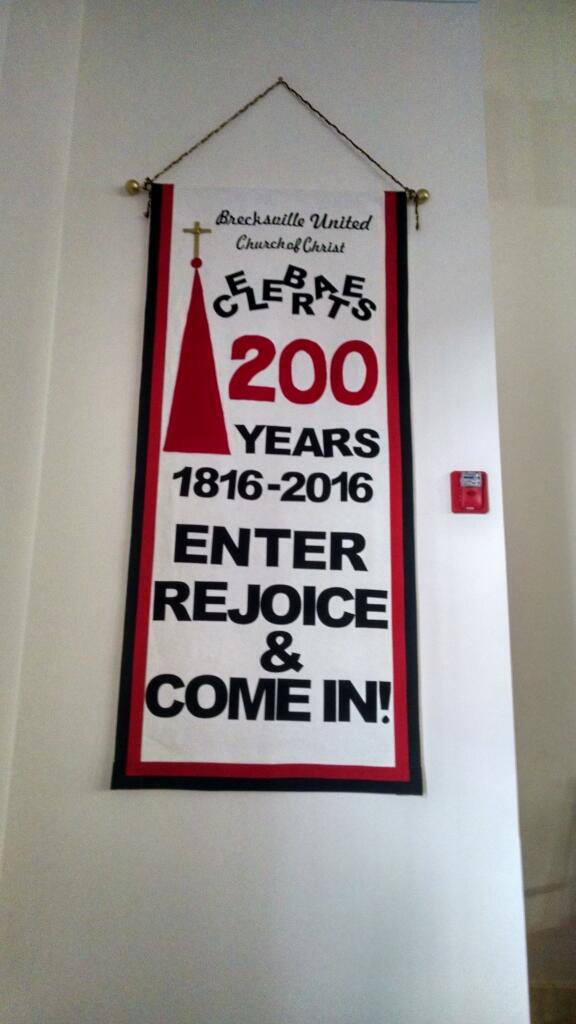 Brecksville United
Church of Christ
CELEBRATES
200
YEARS
1816-2016
ENTER
REJOICE
&
COME IN!